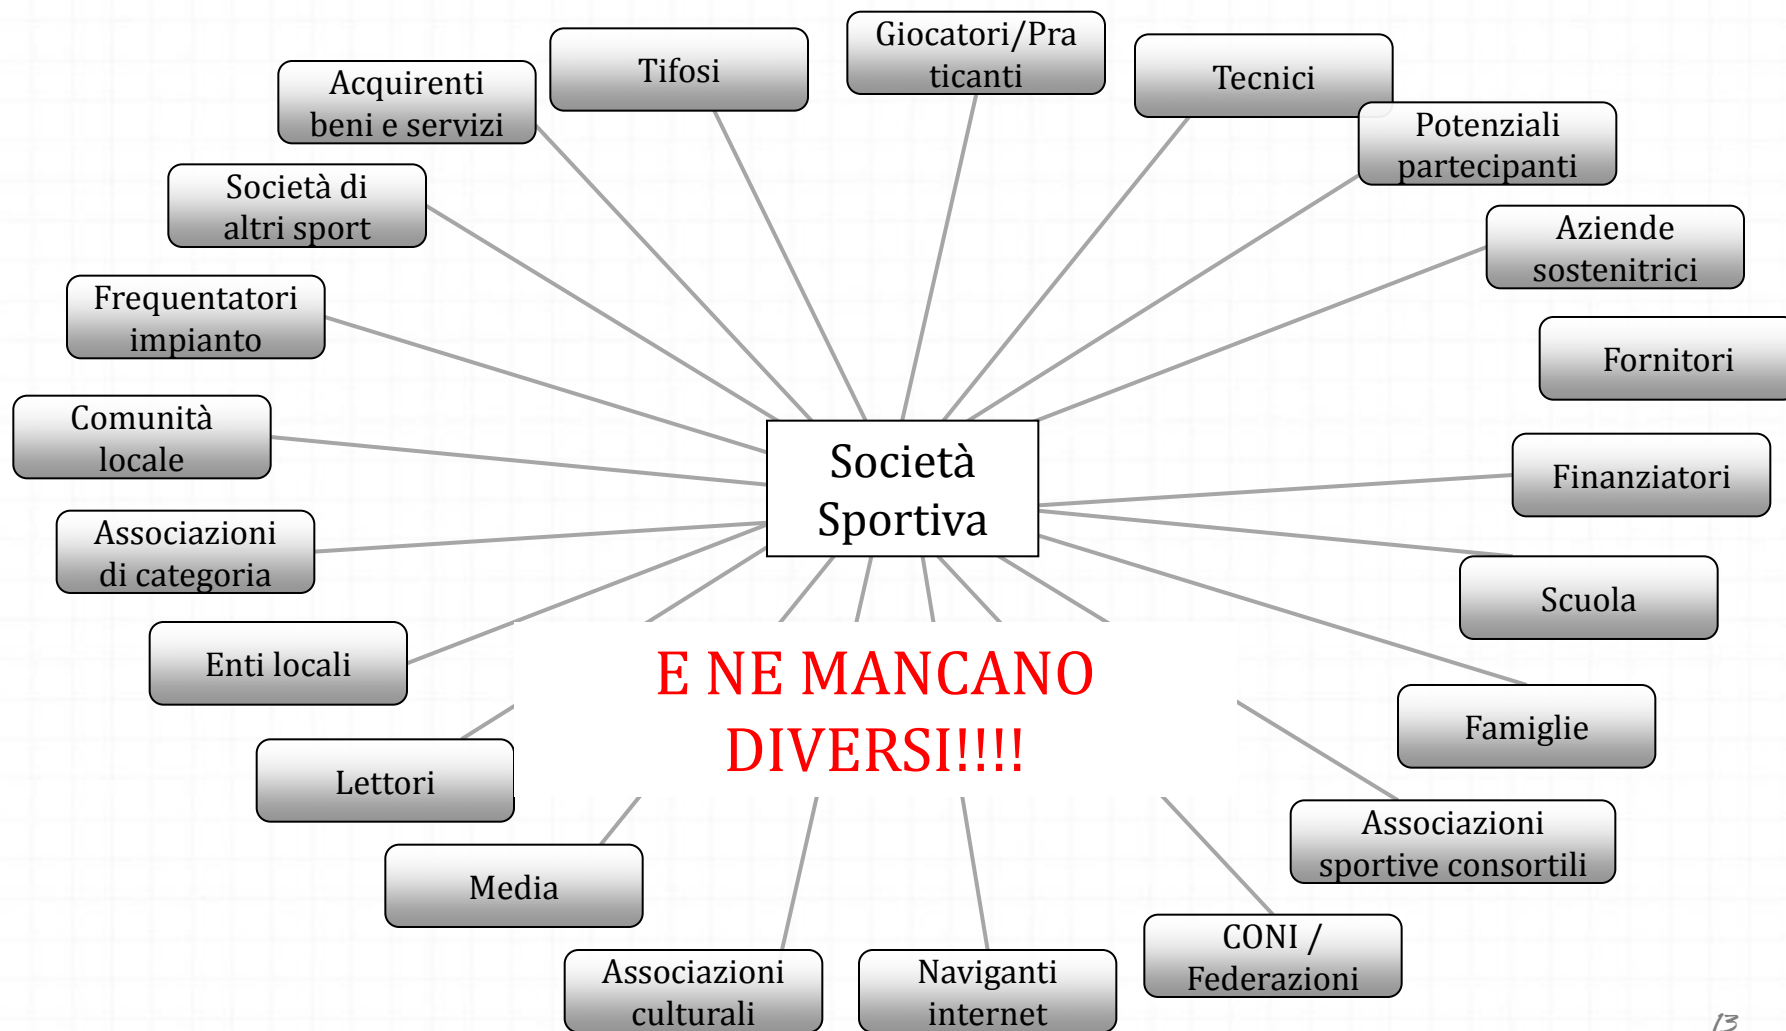 Giocatori/Pra
ticanti
Tifosi
Tecnici
Acquirenti
beni e servizi
Potenziali
partecipanti
Società di
altri sport
Aziende
sostenitrici
Frequentatori
impianto
Fornitori
Comunità
locale
Società
Sportiva
Finanziatori
Associazioni
di categoria
Scuola
Enti locali
E NE MANCANO
DIVERSI!!!!
Famiglie
Lettori
Associazioni
sportive consortili
Media
CONI /
Federazioni
Associazioni
culturali
Naviganti
internet
13